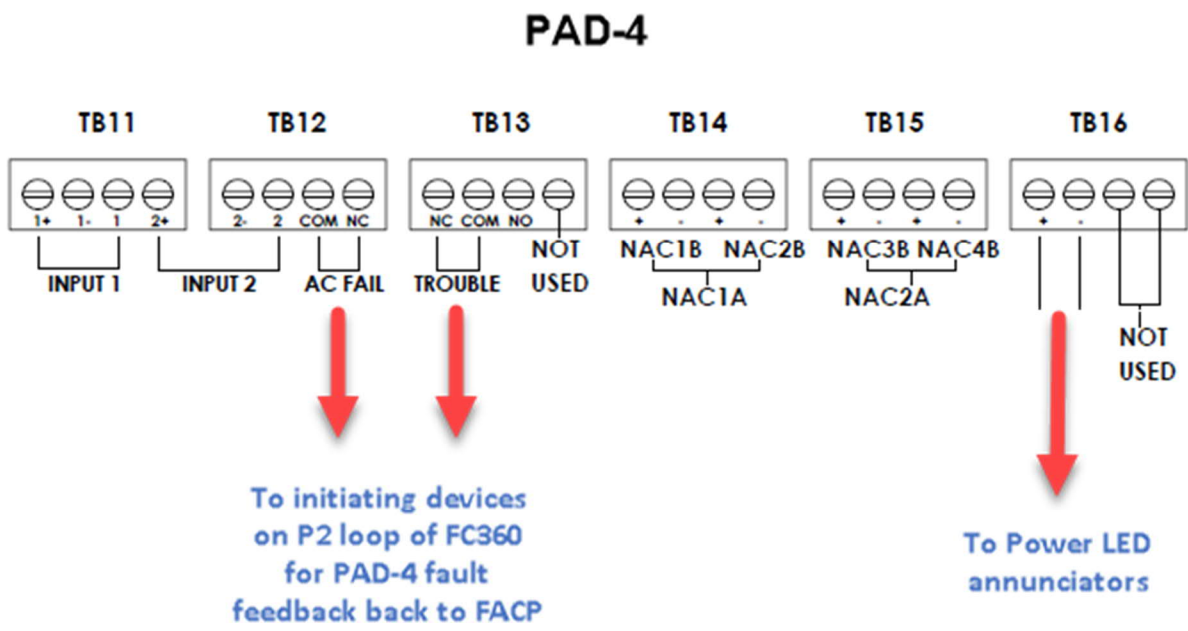 PAD-4
TB11 TB12 TB13 TB14 TB15 TB16
1+ 1- 1 2+ 2- 2 COM NC NC COM NO + - + - + - + - + -
INPUT 1 INPUT 2 AC FAIL TROUBLE NOT USED NAC1B NAC2B NAC3B NAC4B
NAC1A NAC2A
NOT
USED
To initiating devices
on P2 loop of FC360
for PAD-4 fault
feedback back to FACP
To Power LED
annunciators